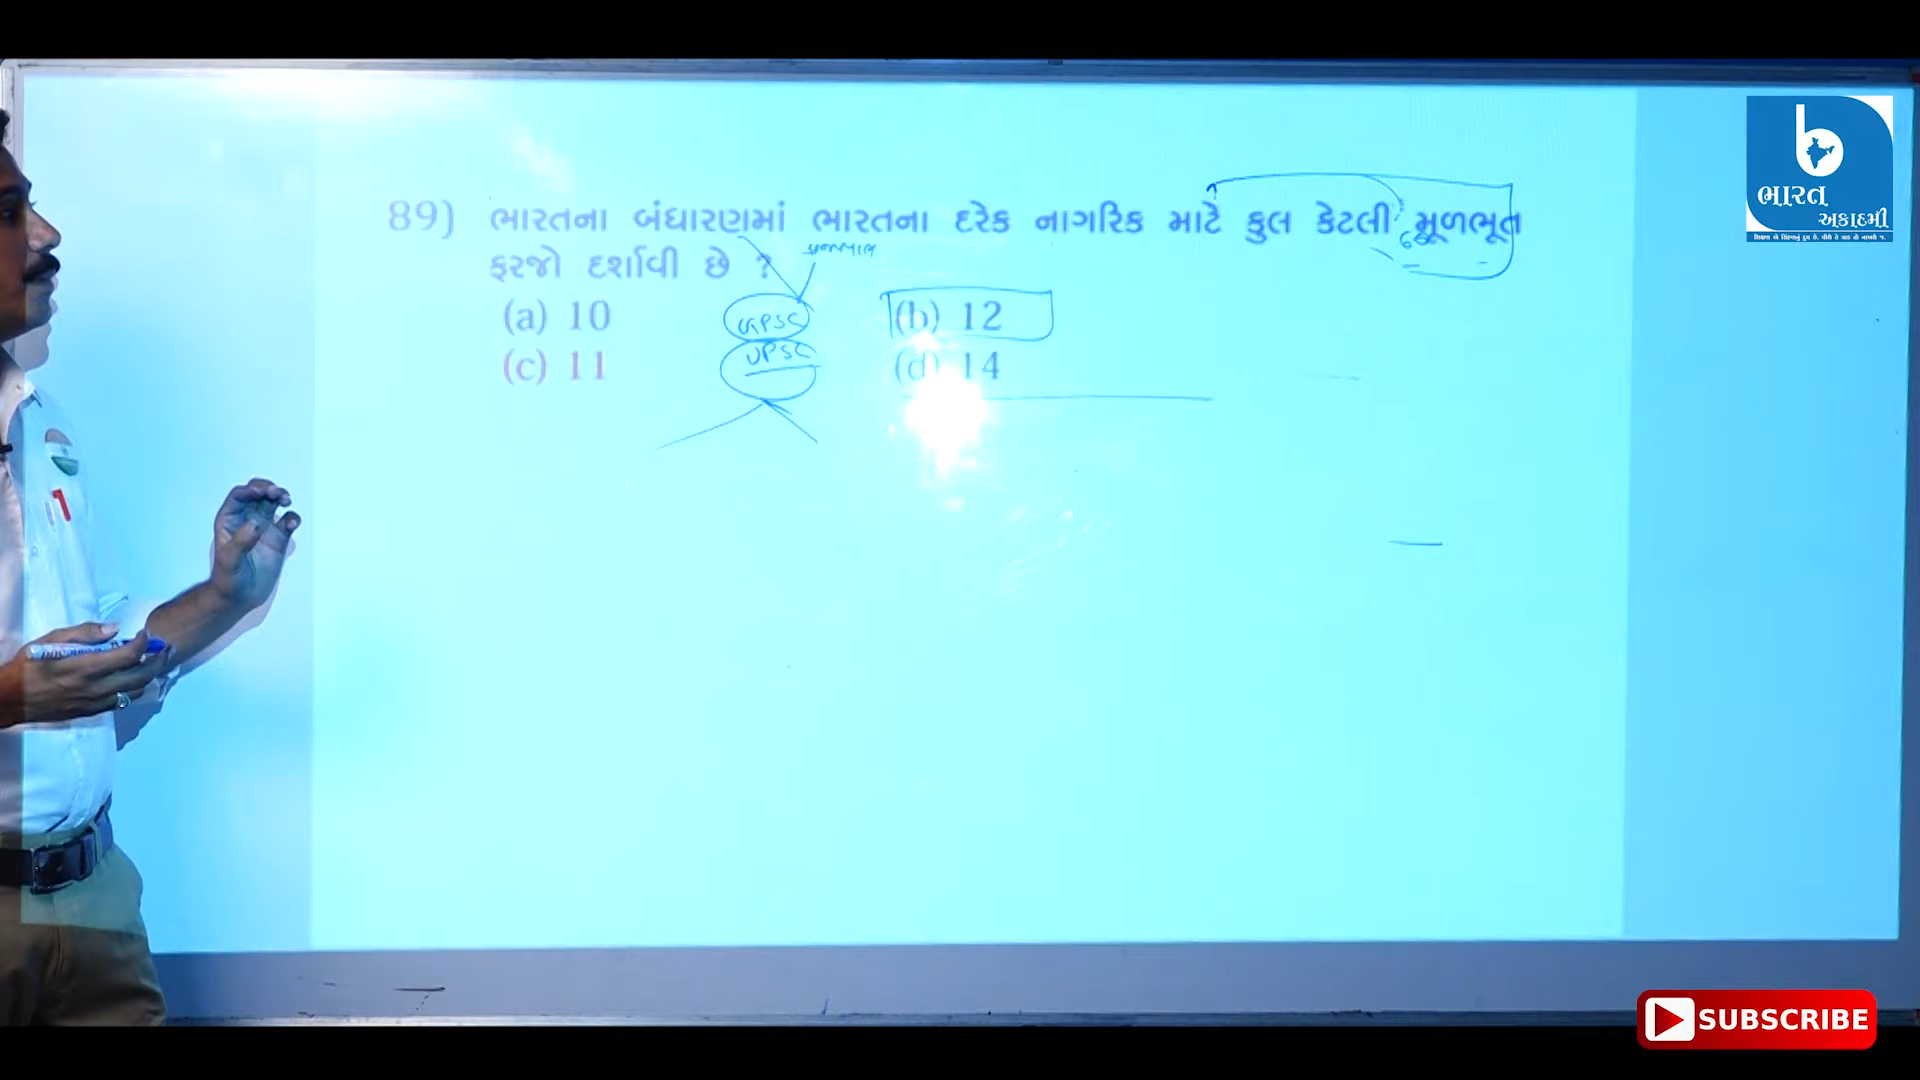 89) ભારતના બંધારણમાં ભારતના દરેક નાગરિક માટે કુલ કેટલી મૂળભૂત
ફરજો દર્શાવી છે ?
(a) 10
(b) 12
(c) 11
(d) 14
GPSC
UPSC
b
ભારત
અકાદમી
SUBSCRIBE